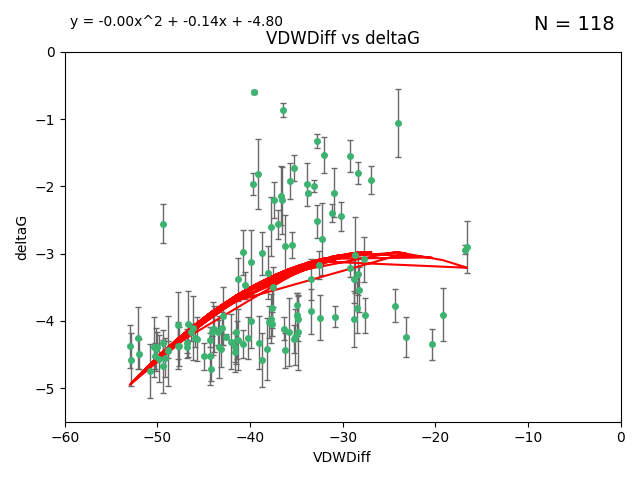 y = -0.00x^2 + -0.14x + -4.80
N = 118
VDWDiff vs deltaG
0
−1
−2
−3
−4
−5
deltaG
−60
−50
−40
−30
−20
−10
0
VDWDiff